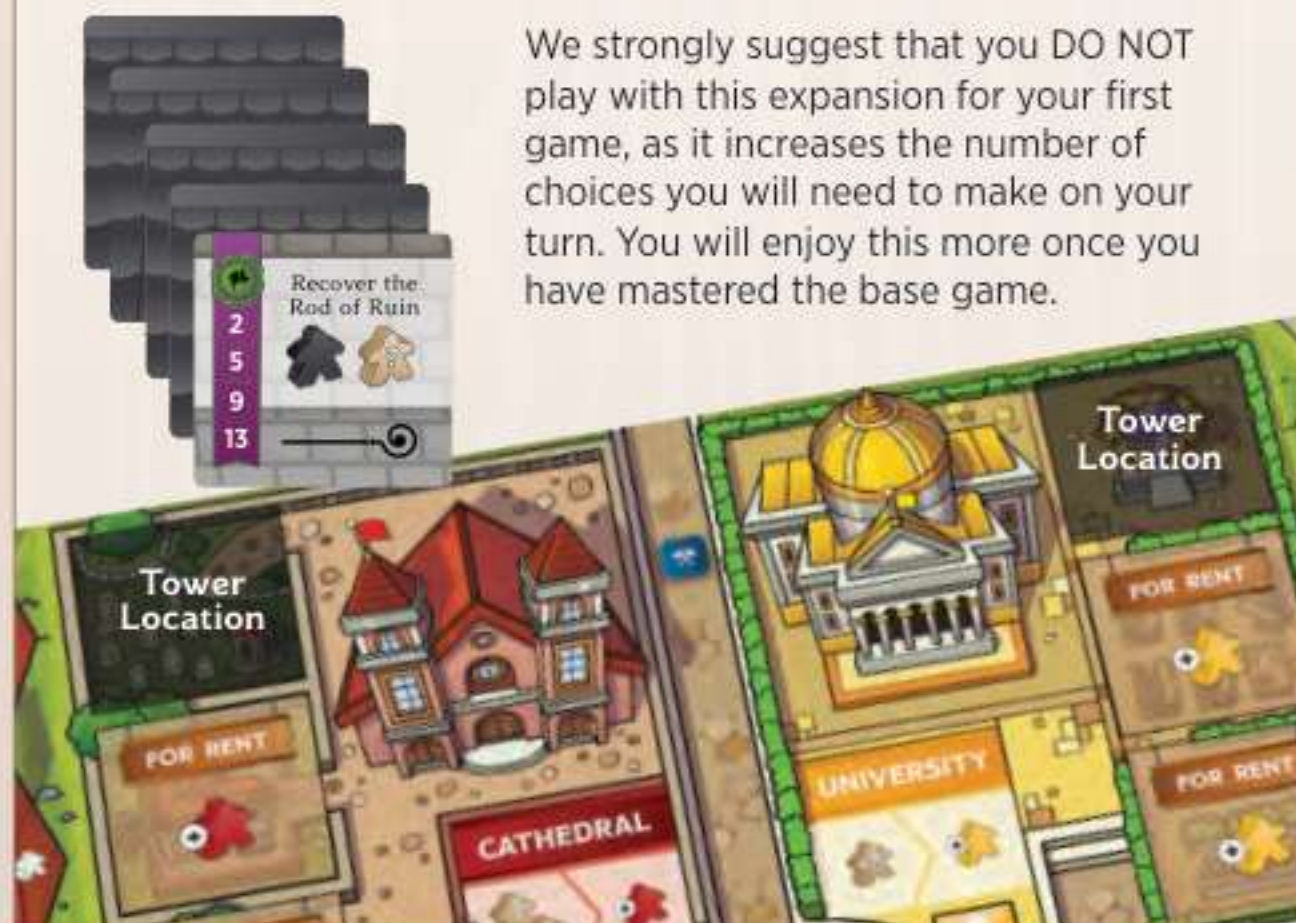 We strongly suggest that you DO NOT
play with this expansion for your first
game, as it increases the number of
choices you will need to make on your
turn. You will enjoy this more once you
have mastered the base game.
Recover the
Rod of Ruin
2
5
9
13
Tower
Location
Tower
Location
FOR RENT
FOR RENT
FOR RENT
UNIVERSITY
CATHEDRAL